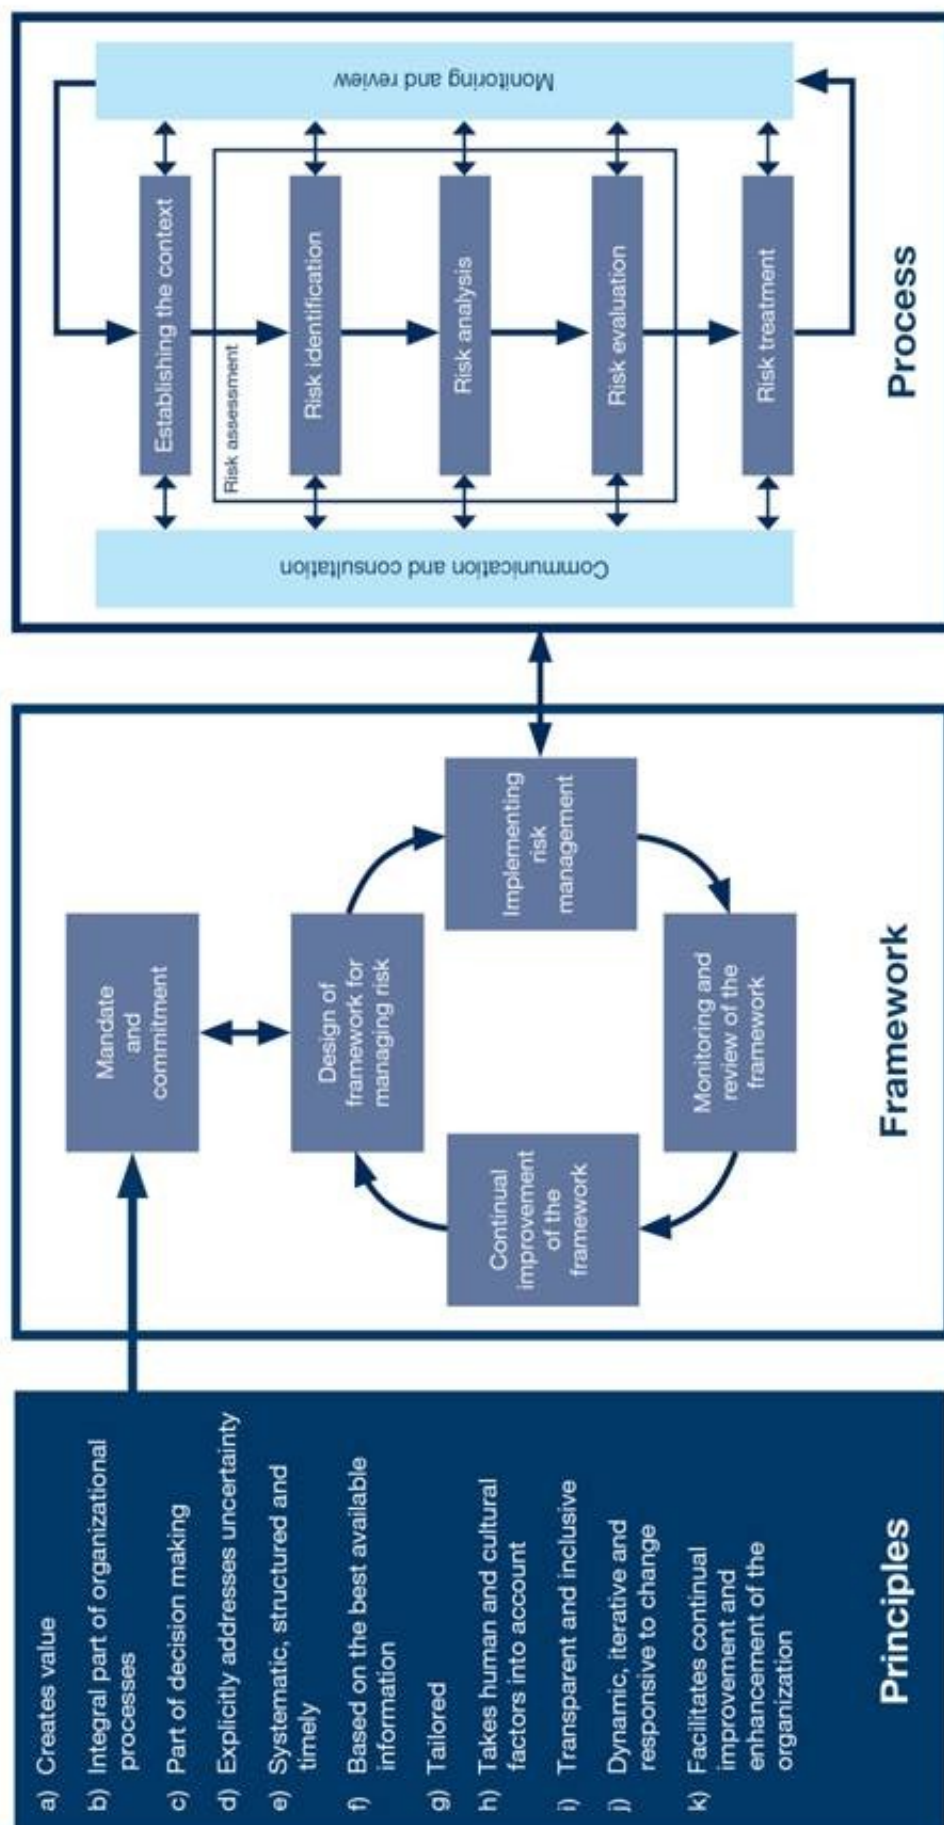 a) Creates value
b) Integral part of organizational
processes
c) Part of decision making
d) Explicitly addresses uncertainty
e) Systematic, structured and
timely
f) Based on the best available
information
g) Tailored
h) Takes human and cultural
factors into account
i) Transparent and inclusive
j) Dynamic, iterative and
responsive to change
k) Facilitates continual
improvement and
enhancement of the
organization
Principles
Mandate
and
commitment
Design of
framework for
managing risk
Implementing
risk
management
Continual
improvement
of the
framework
Monitoring and
review of the
framework
Framework
Communication and consultation
Establishing the context
Risk assessment
Risk identification
Risk analysis
Risk evaluation
Risk treatment
Monitoring and review
Process